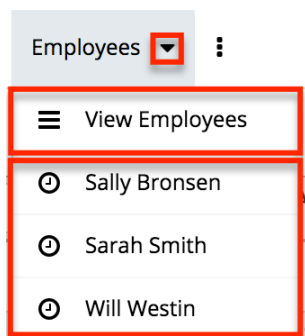 Employees
View Employees
Sally Bronsen
Sarah Smith
Will Westin